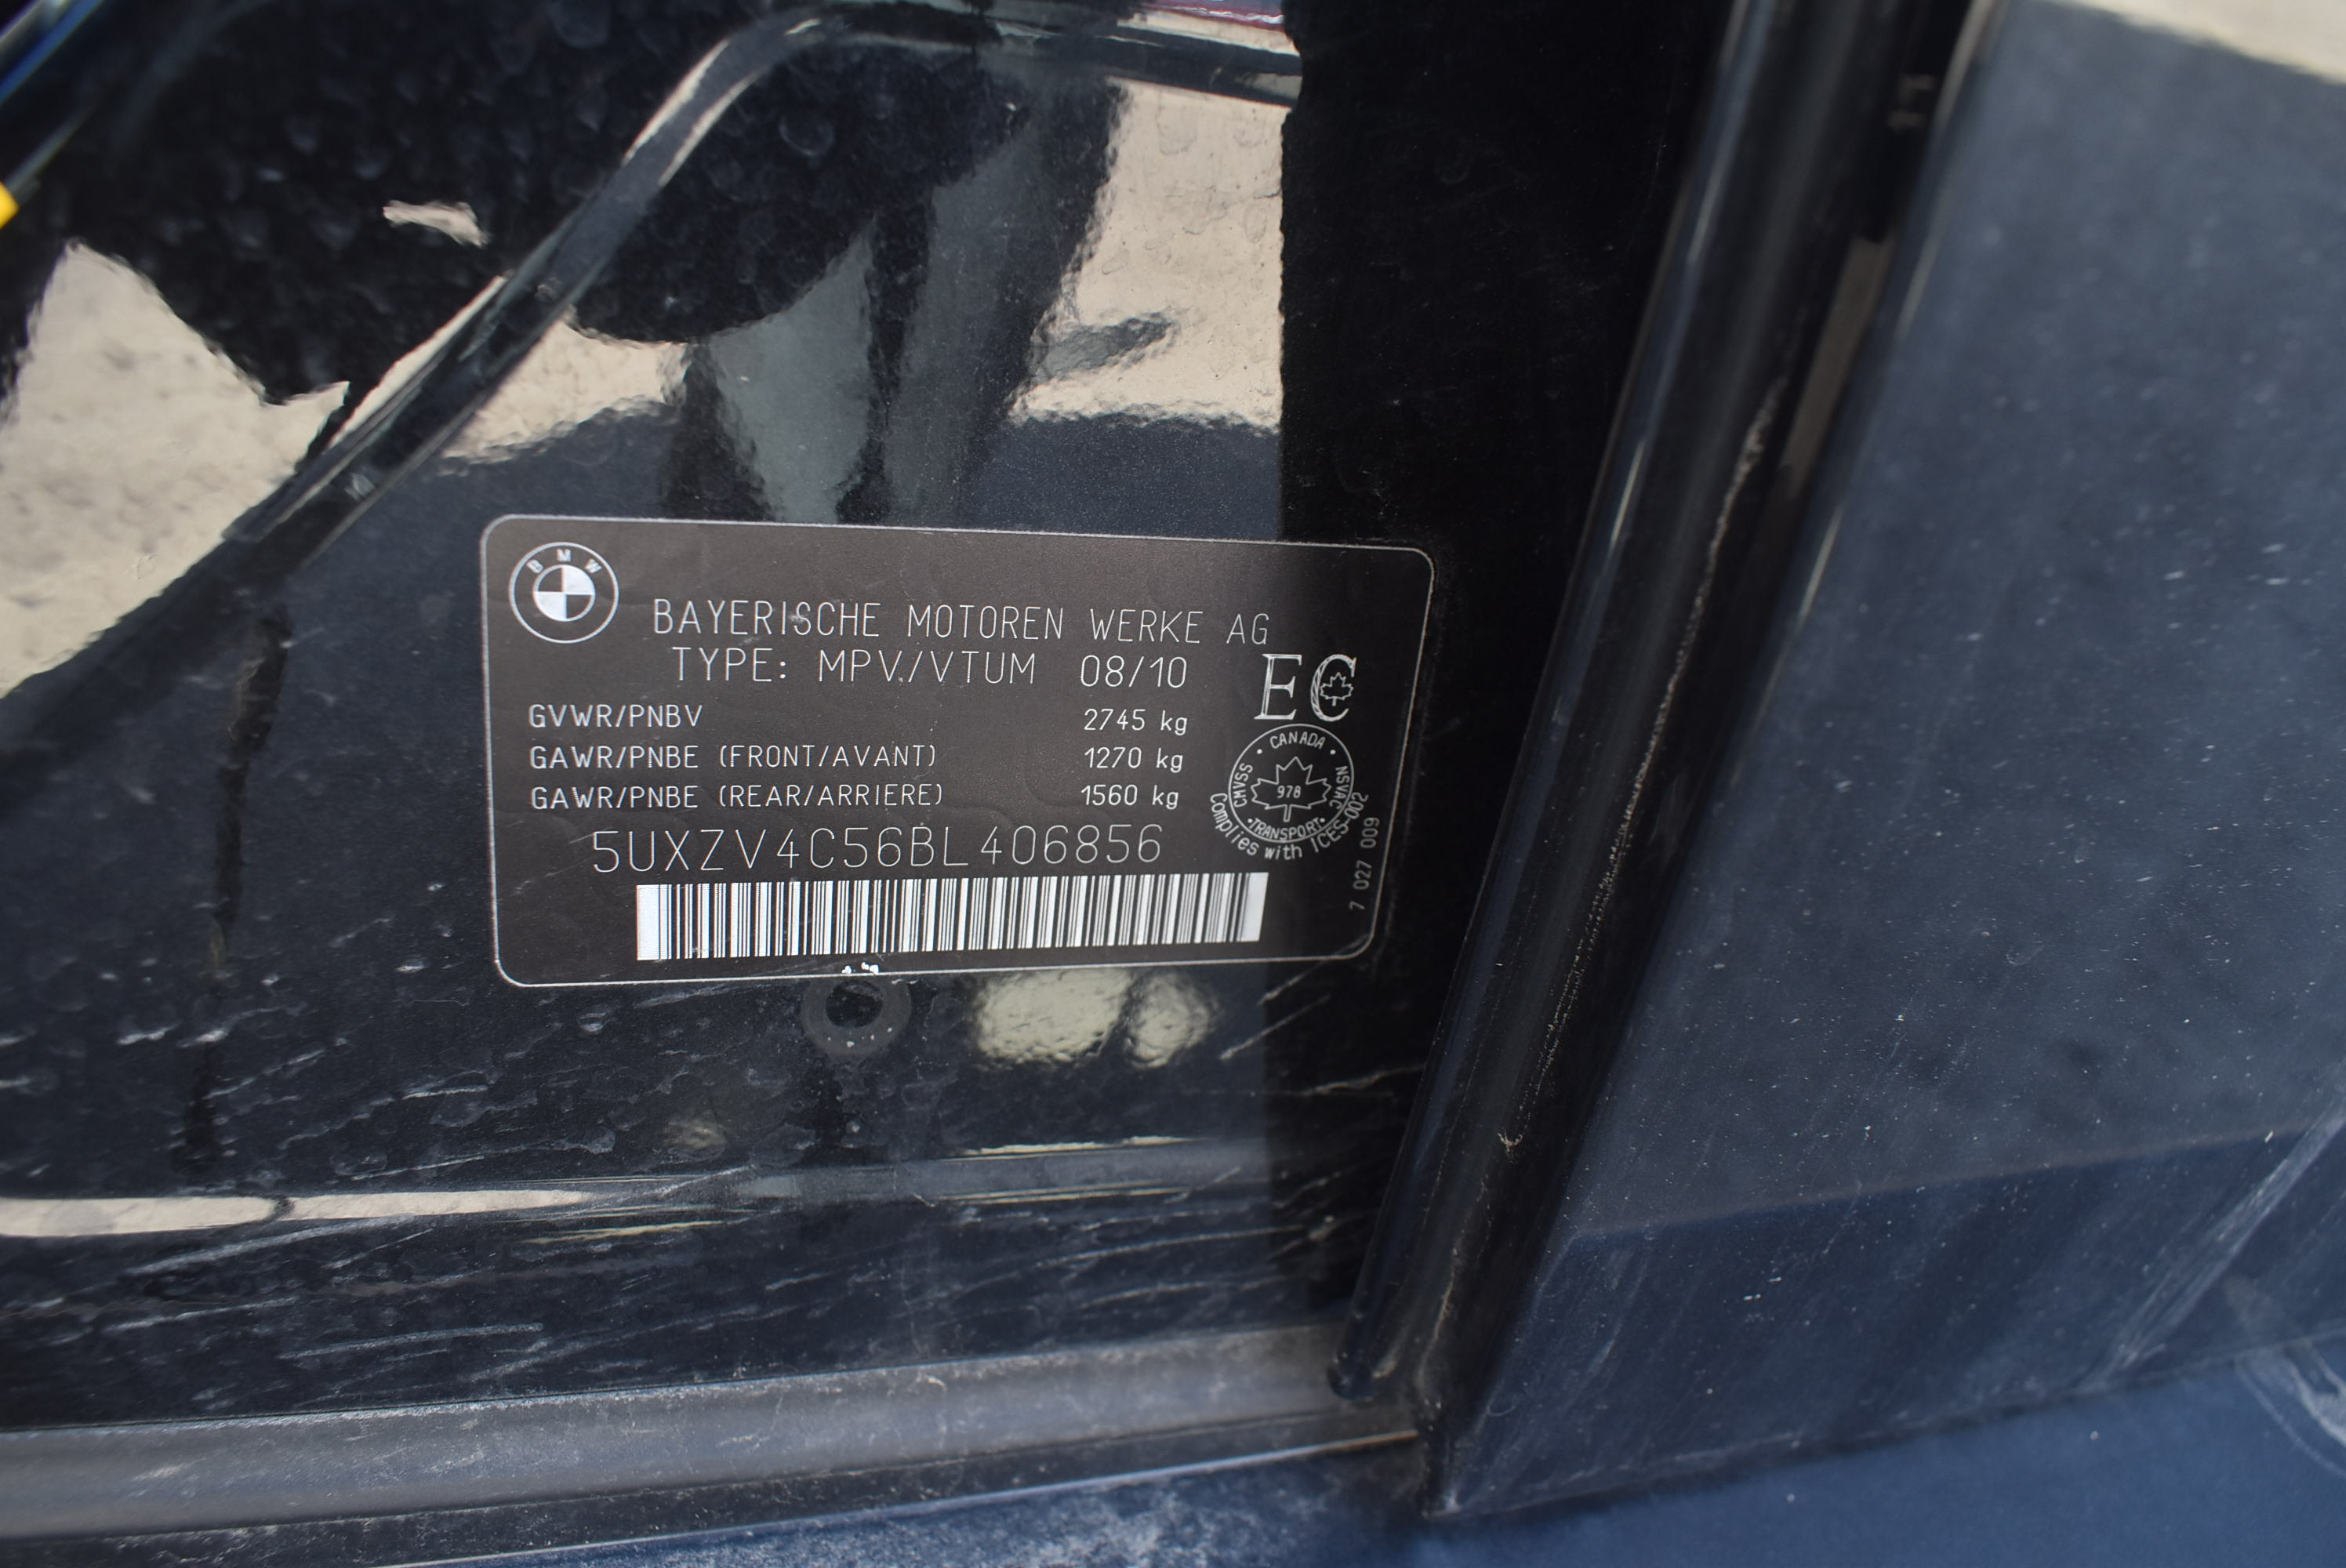 BMW
BAYERISCHE MOTOREN WERKE AG
TYPE: MPV./VTUM 08/10
EC
GVWR/PNBV 2745 kg
GAWR/PNBE (FRONT/AVANT) 1270 kg
GAWR/PNBE (REAR/ARRIERE) 1560 kg
• CANADA •
CMVSS
978
NSVAC
•TRANSPORT•
Complies with ICES-002
7 027 009
5UXZV4C56BL406856